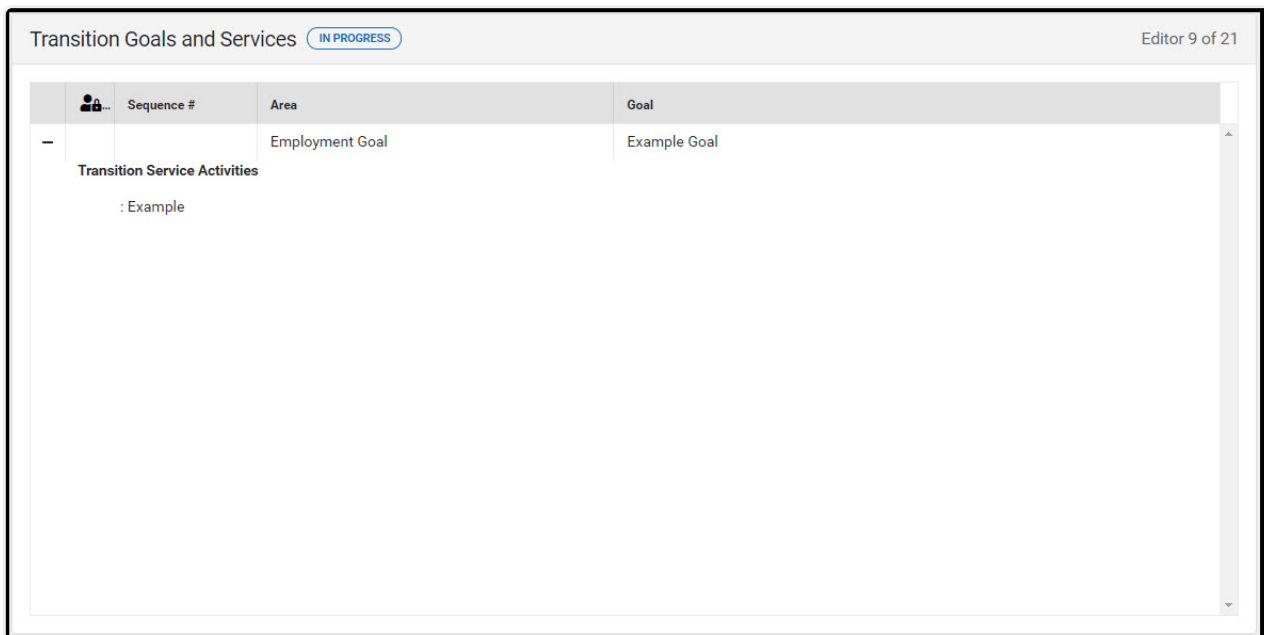 Transition Goals and Services IN PROGRESS Editor 9 of 21
... Sequence # Area Goal
Employment Goal Example Goal
Transition Service Activities
: Example